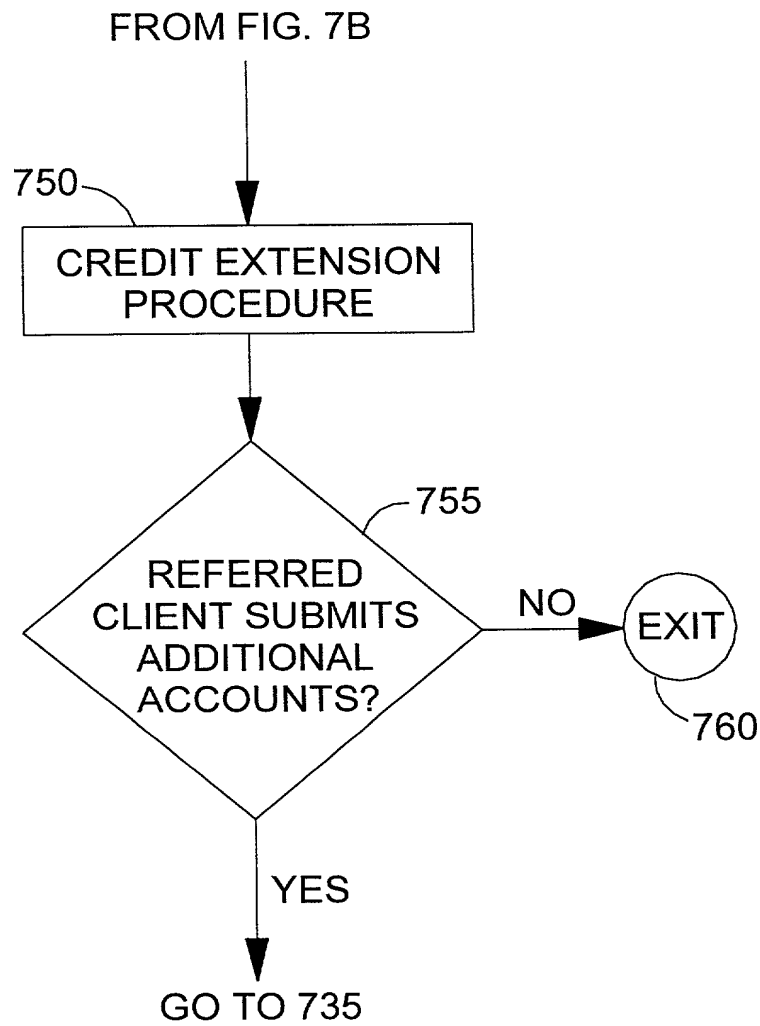 FROM FIG. 7B
750
CREDIT EXTENSION
PROCEDURE
755
REFERRED
CLIENT SUBMITS
ADDITIONAL
ACCOUNTS?
NO
EXIT
760
YES
GO TO 735